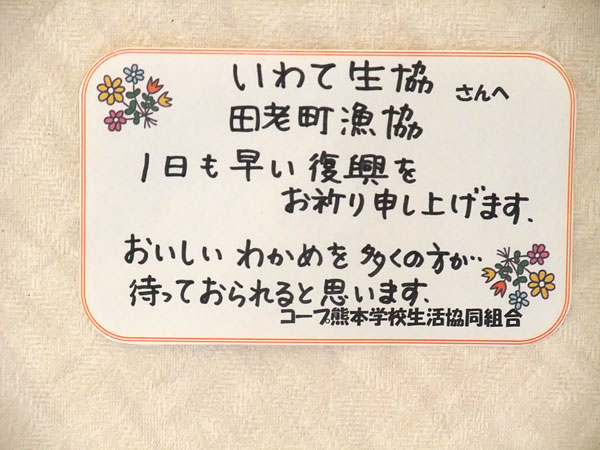 いわて生協 さんへ
田老町漁協
1日も早い復興を
お祈り申し上げます.
おいしい わかめを 多くの方が‥
待っておられると思います.
コープ熊本学校生活協同組合